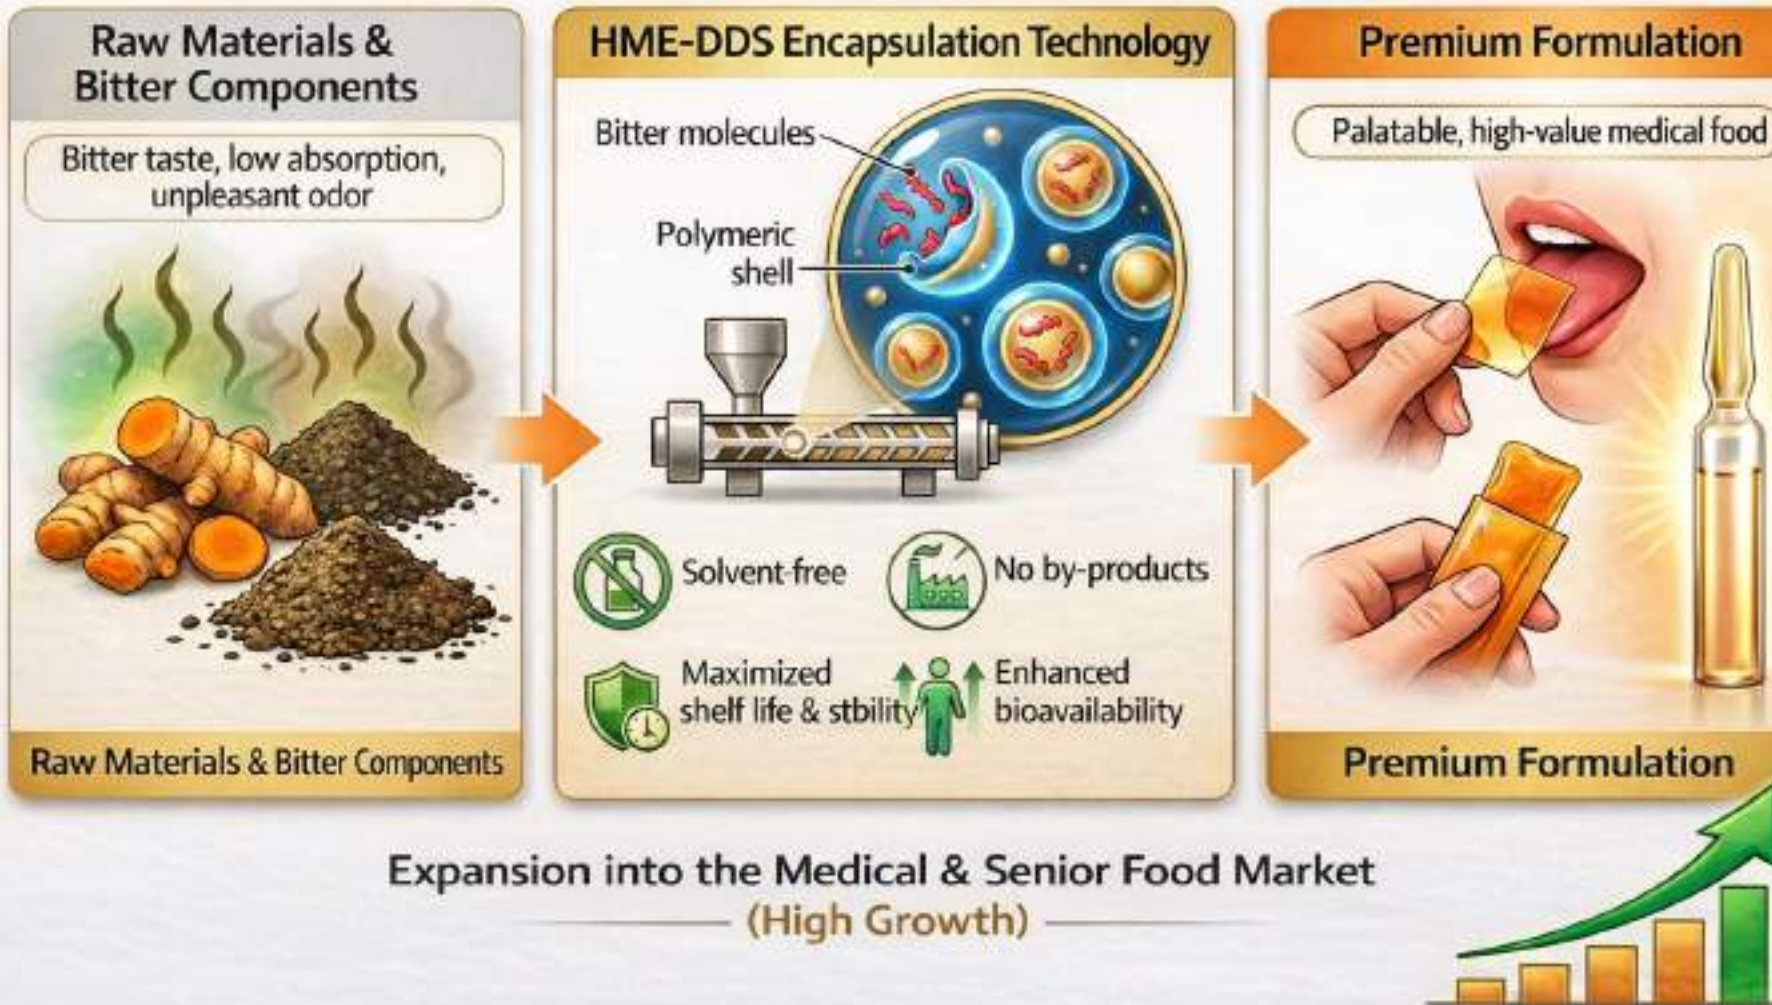 Raw Materials &
Bitter Components
Bitter taste, low absorption,
unpleasant odor
Raw Materials & Bitter Components
HME-DDS Encapsulation Technology
Bitter molecules
Polymeric
shell
Solvent-free
No by-products
Maximized
shelf life & stbility
Enhanced
bioavailability
Premium Formulation
Palatable, high-value medical food
Premium Formulation
Expansion into the Medical & Senior Food Market
(High Growth)